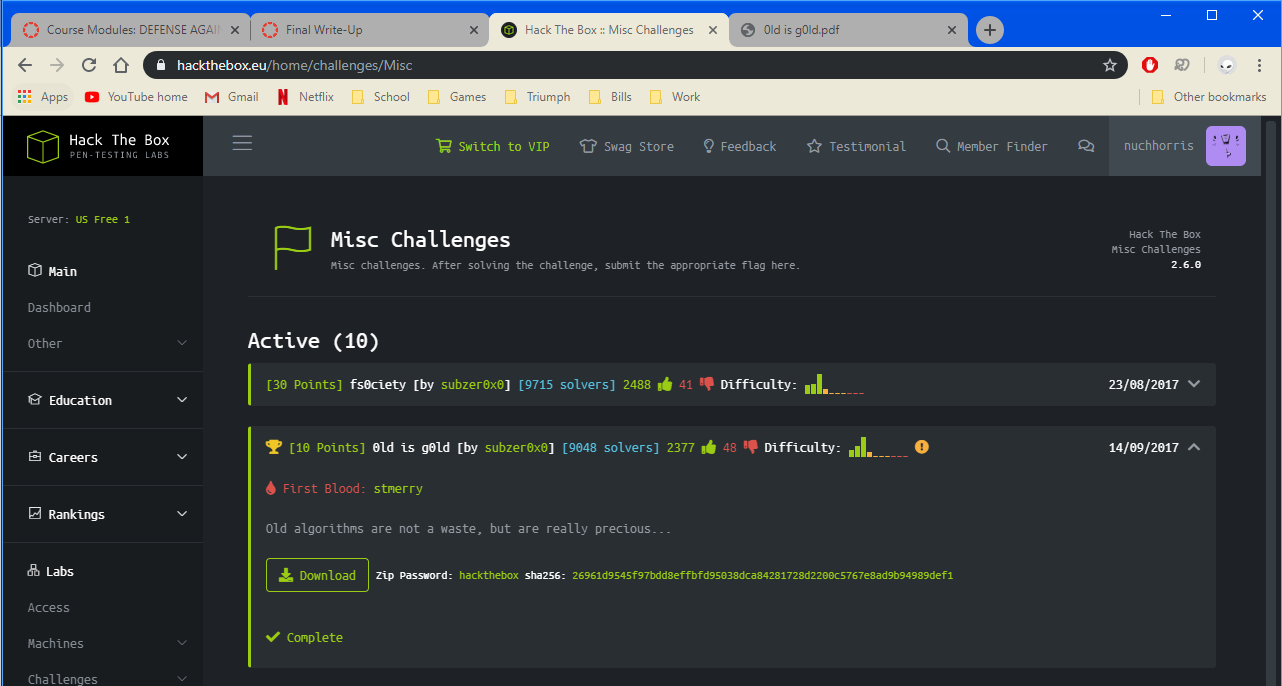 Course Modules: DEFENSE AGAI
Final Write-Up
Hack The Box :: Misc Challenges
0ld is g0ld.pdf
hackthebox.eu/home/challenges/Misc
Apps YouTube home Gmail Netflix School Games Triumph Bills Work Other bookmarks
Hack The Box
PEN-TESTING LABS
Switch to VIP Swag Store Feedback Testimonial Member Finder nuchhorris
Server: US Free 1
Main
Dashboard
Other
Education
Careers
Rankings
Labs
Access
Machines
Challenges
Misc Challenges
Misc challenges. After solving the challenge, submit the appropriate flag here.
Hack The Box
Misc Challenges
2.6.0
Active (10)
[30 Points] fs0ciety [by subzer0x0] [9715 solvers] 2488 41 Difficulty: 23/08/2017
[10 Points] 0ld is g0ld [by subzer0x0] [9048 solvers] 2377 48 Difficulty: 14/09/2017
First Blood: stmerry
Old algorithms are not a waste, but are really precious...
Download Zip Password: hackthebox sha256: 26961d9545f97bdd8effbfd95038dca84281728d2200c5767e8ad9b94989def1
Complete